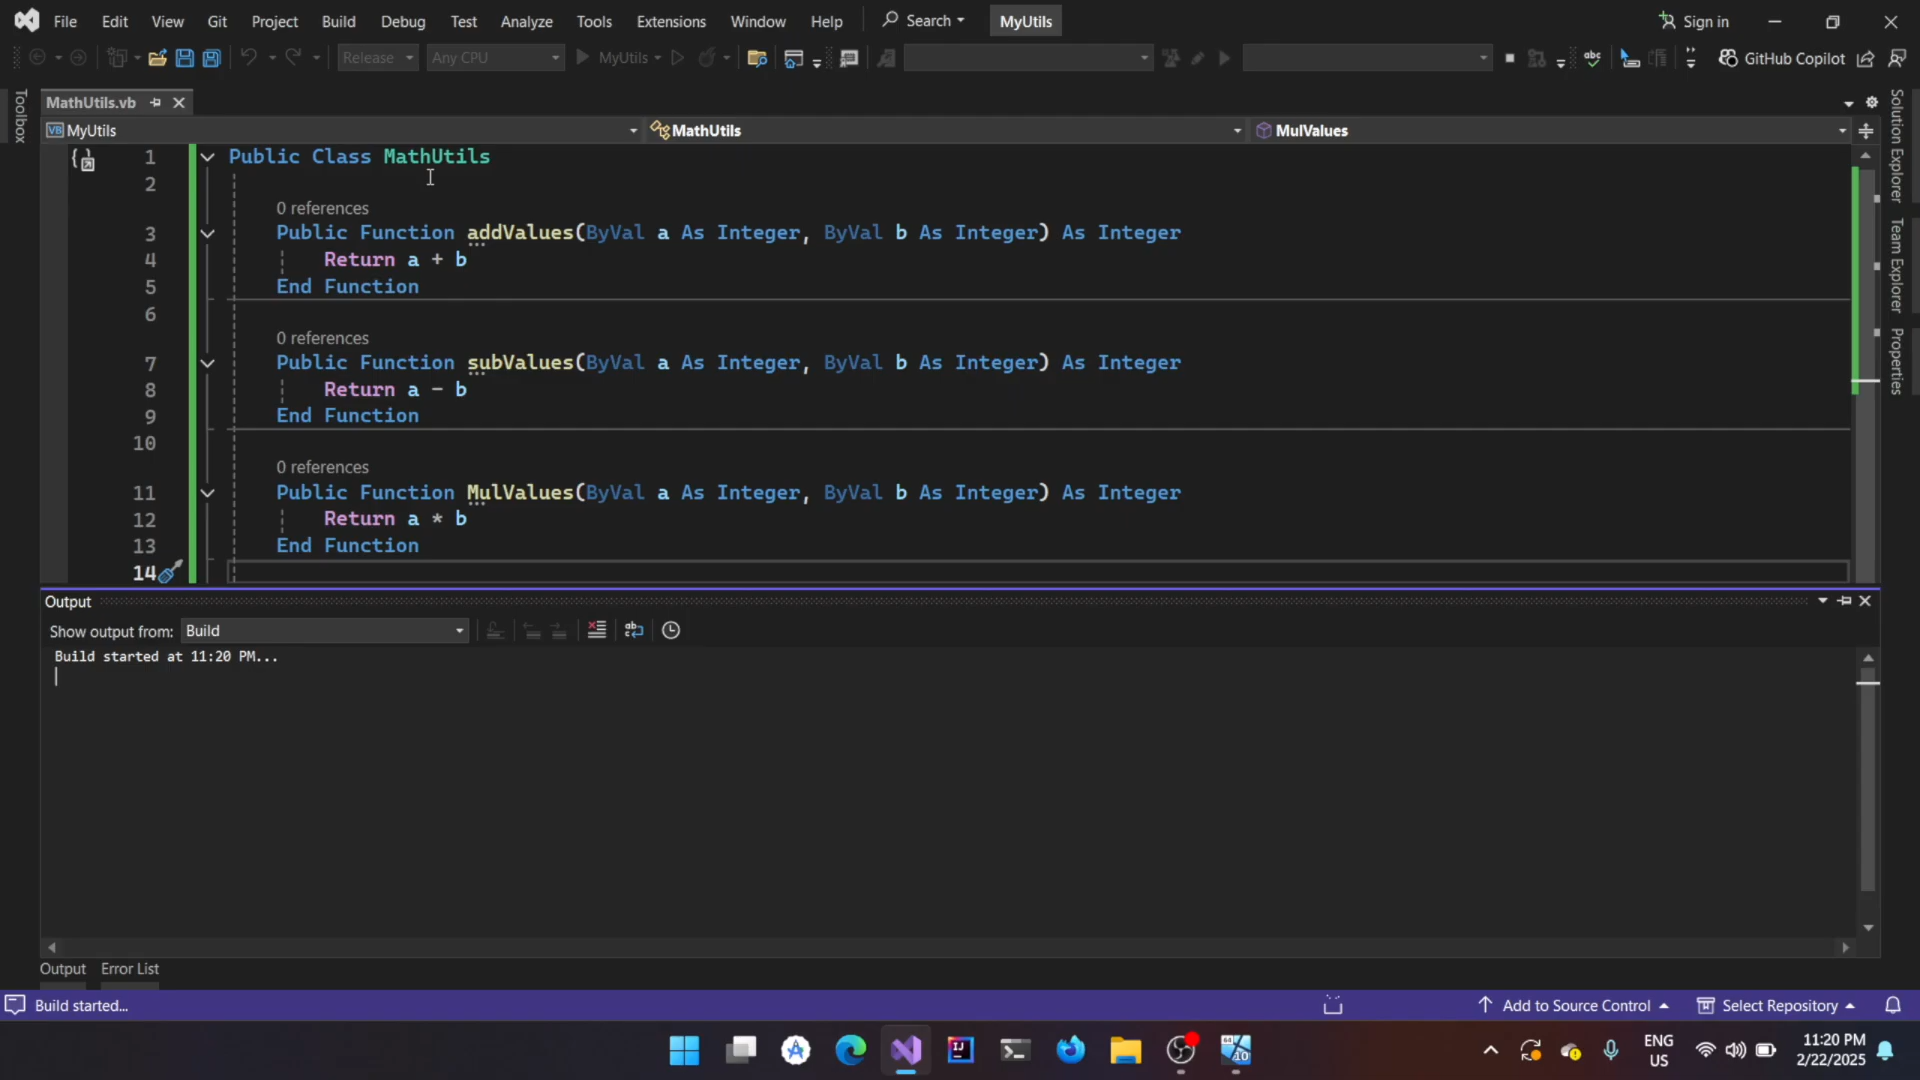 File Edit View Git Project Build Debug Test Analyze Tools Extensions Window Help Search MyUtils Sign in
Release Any CPU MyUtils GitHub Copilot
Toolbox
MathUtils.vb
VB MyUtils MathUtils MulValues
1 Public Class MathUtils
2
0 references
3 Public Function addValues(ByVal a As Integer, ByVal b As Integer) As Integer
4 Return a + b
5 End Function
6
0 references
7 Public Function subValues(ByVal a As Integer, ByVal b As Integer) As Integer
8 Return a - b
9 End Function
10
0 references
11 Public Function MulValues(ByVal a As Integer, ByVal b As Integer) As Integer
12 Return a * b
13 End Function
14
Solution Explorer
Team Explorer
Properties
Output
Show output from: Build
Build started at 11:20 PM...
Output Error List
Build started... Add to Source Control Select Repository
ENG 11:20 PM
US 2/22/2025